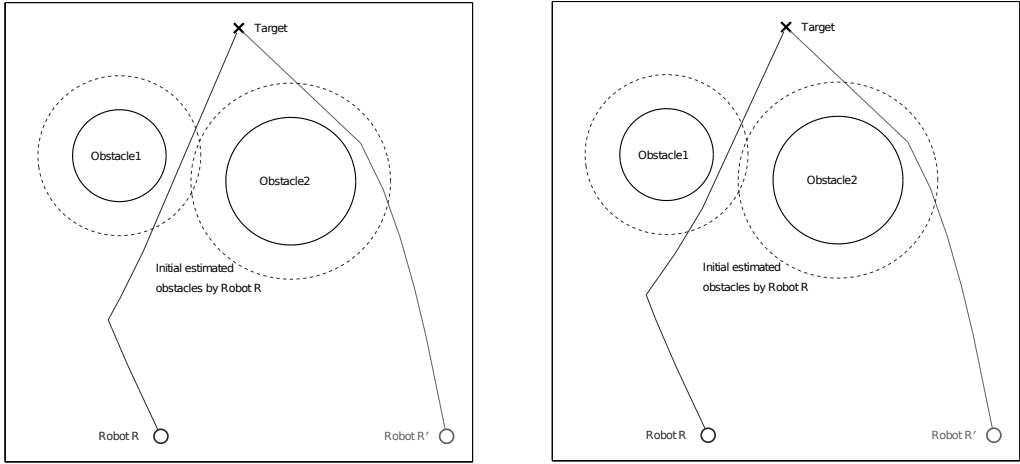 Target
Obstacle1
Obstacle2
Initial estimated
obstacles by Robot R
Robot R
Robot R′
Target
Obstacle1
Obstacle2
Initial estimated
obstacles by Robot R
Robot R
Robot R′